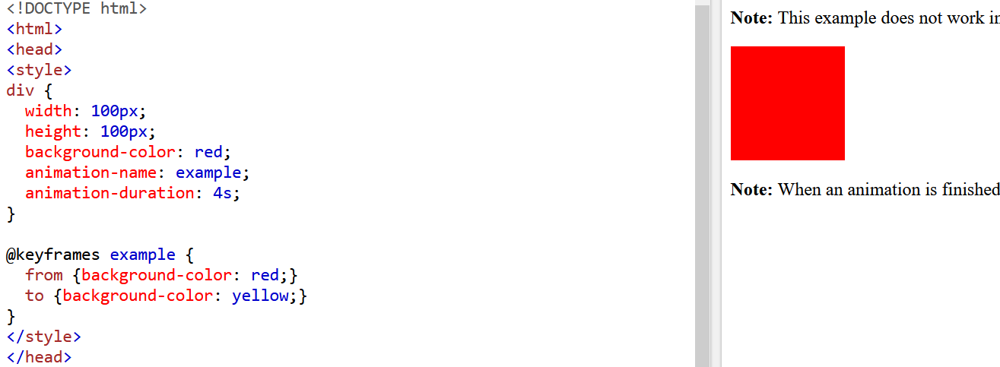 <!DOCTYPE html>
<html>
<head>
<style>
div {
  width: 100px;
  height: 100px;
  background-color: red;
  animation-name: example;
  animation-duration: 4s;
}

@keyframes example {
  from {background-color: red;}
  to {background-color: yellow;}
}
</style>
</head>
Note: This example does not work in
Note: When an animation is finished